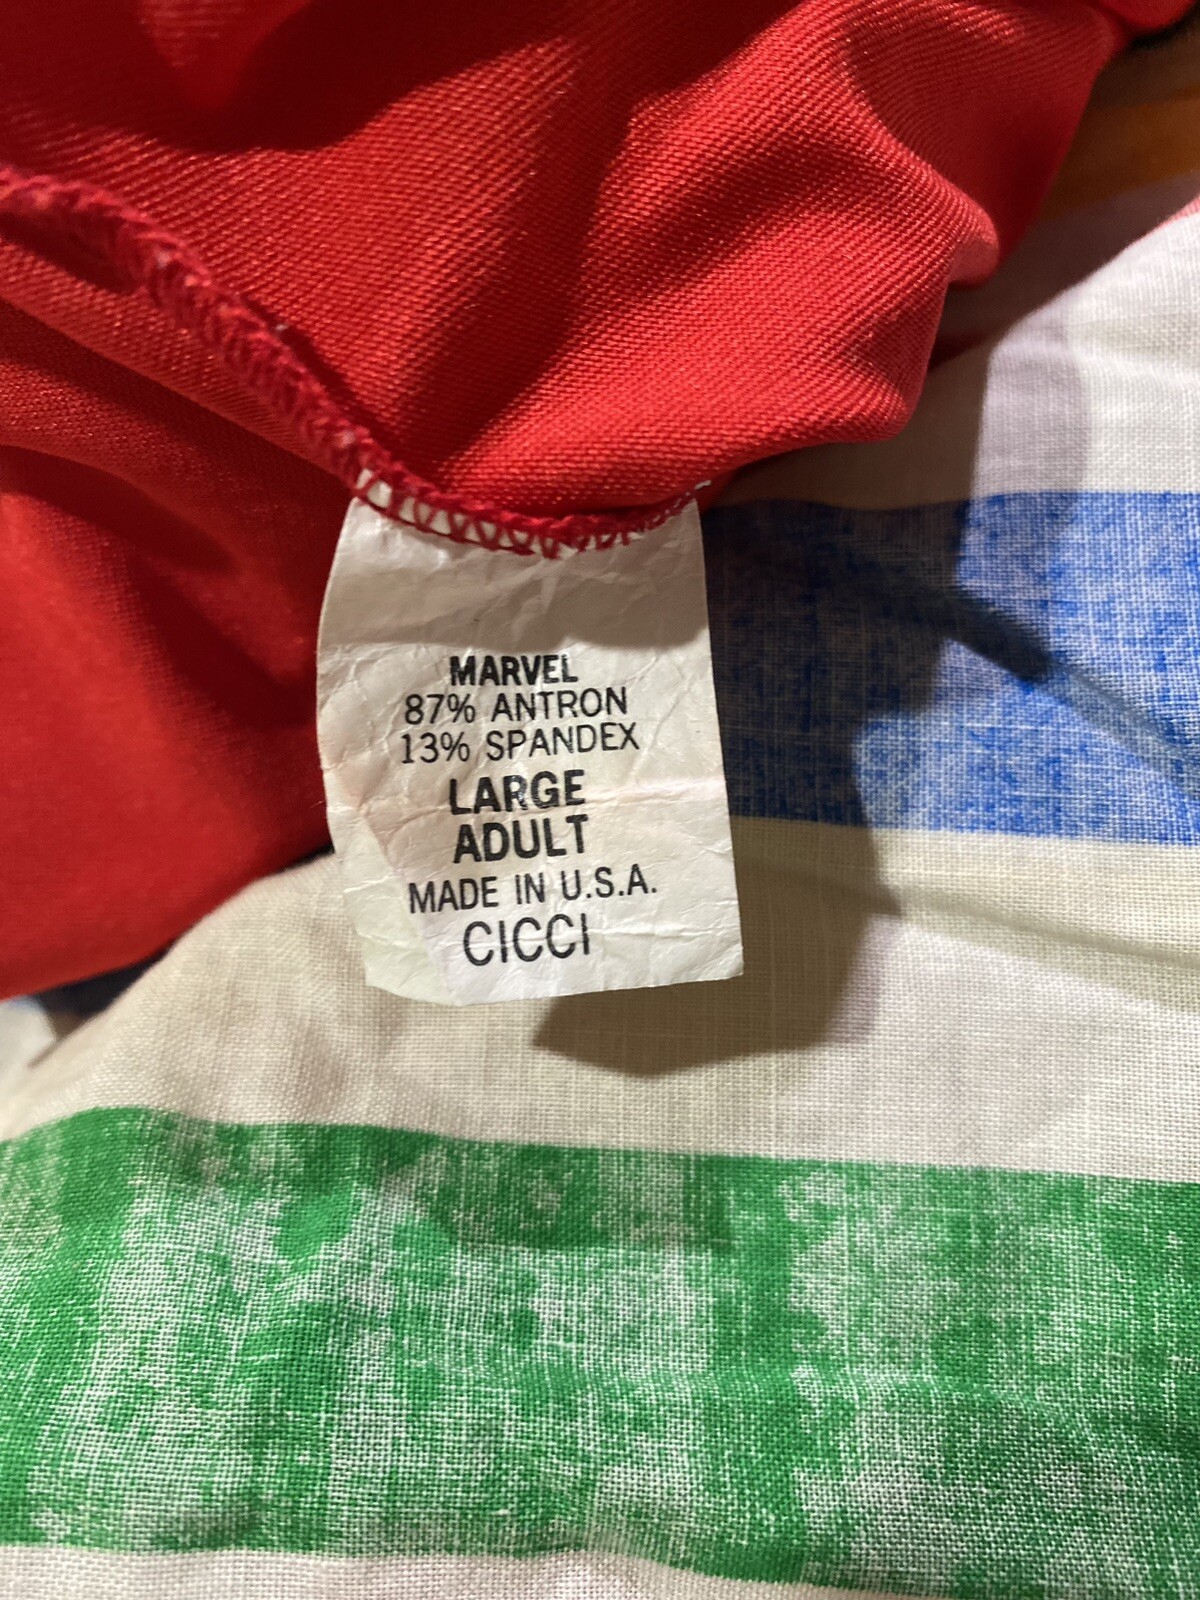 MARVEL
87% ANTRON
13% SPANDEX
LARGE
ADULT
MADE IN U.S.A.
CICCI